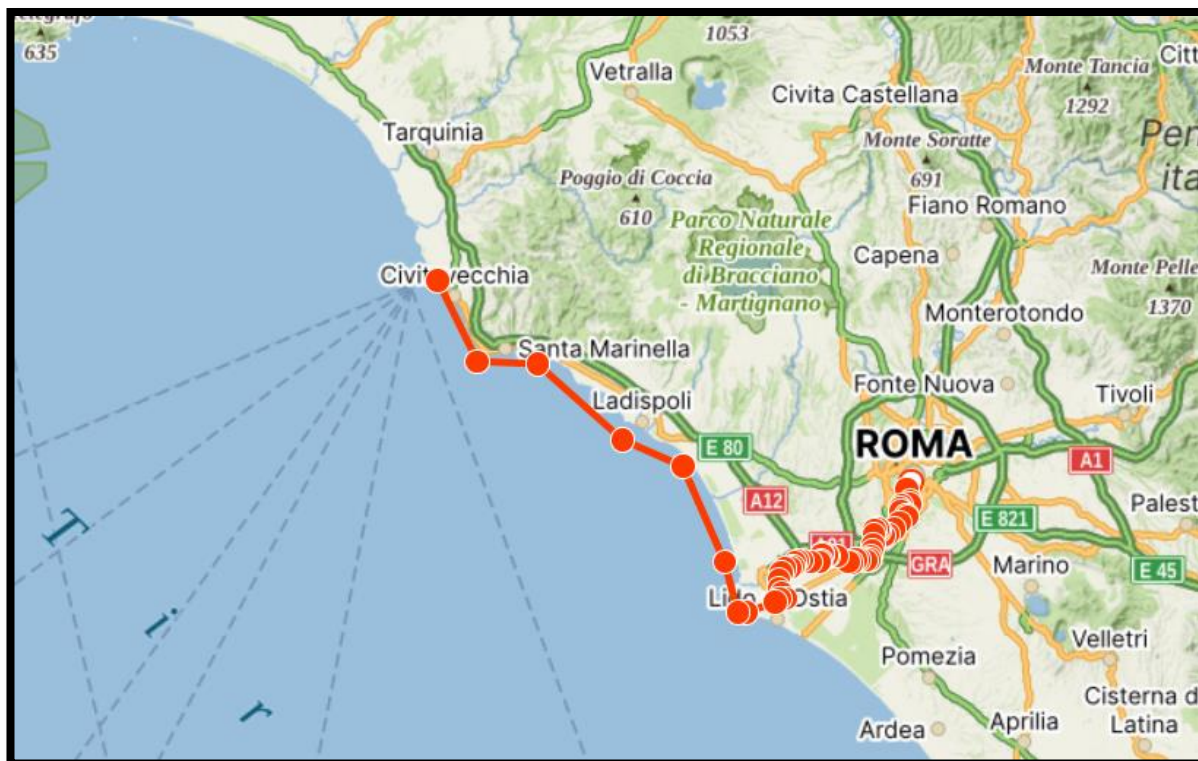 635
1053
Vetralla
Monte Tancia
1292
Citt
Civita Castellana
Tarquinia
Monte Soratte
691
Poggio di Coccia
610
Pen
ita
Fiano Romano
Parco Naturale
Regionale
di Bracciano
- Martignano
Capena
Monte Pelle
1370
Civitavecchia
Monterotondo
Santa Marinella
Fonte Nuova
Tivoli
Ladispoli
ROMA
E 80
A1
A12
Palest
E 821
A91
GRA
E 45
Marino
Lido
Ostia
T
i
r
Velletri
Pomezia
Cisterna d
Latina
Ardea
Aprilia